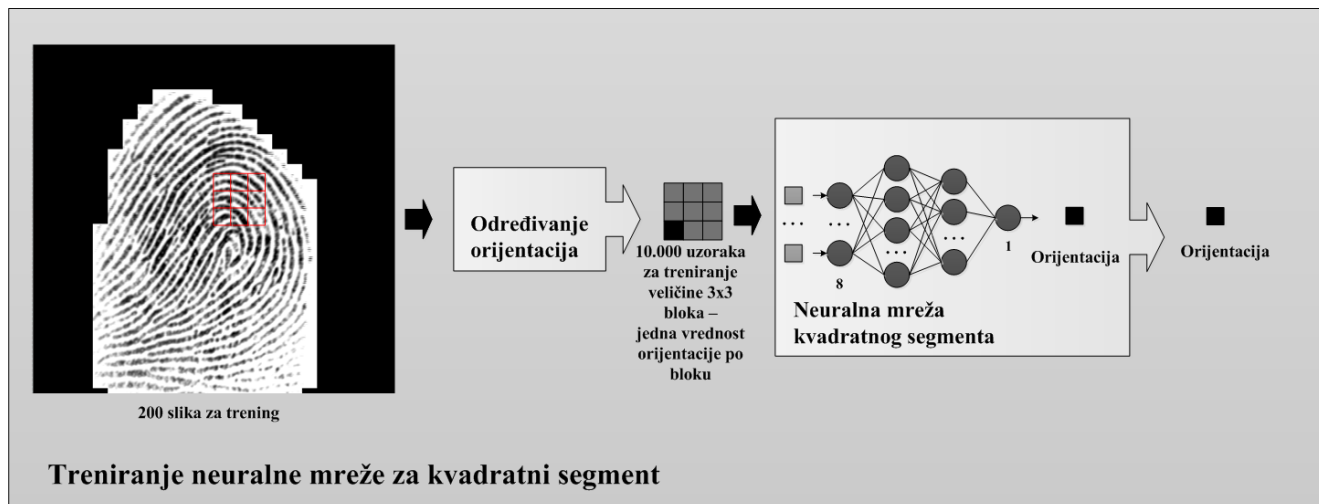 200 slika za trening
Određivanje
orijentacija
10.000 uzoraka
za treniranje
veličine 3x3
bloka –
jedna vrednost
orijentacije po
bloku
...
...
...
...
8
1
Orijentacija
Neuralna mreža
kvadratnog segmenta
Orijentacija
Treniranje neuralne mreže za kvadratni segment